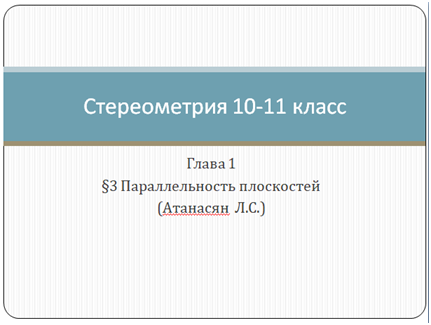 Стереометрия 10-11 класс
Глава 1
§3 Параллельность плоскостей
(Атанасян Л.С.)